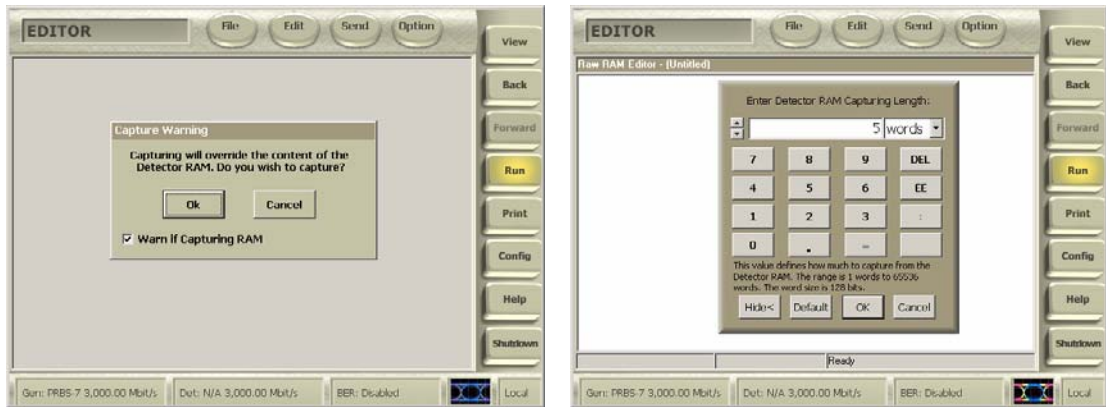 EDITOR File Edit Send Option
View
Back
Forward
Run
Print
Config
Help
Shutdown
Capture Warning
Capturing will override the content of the
Detector RAM. Do you wish to capture?
Ok Cancel
Warn if Capturing RAM
Gen: PRBS-7 3,000.00 Mbit/s Det: N/A 3,000.00 Mbit/s BER: Disabled Local
EDITOR File Edit Send Option
View
Back
Forward
Run
Print
Config
Help
Shutdown
Raw RAM Editor - (Untitled)
Enter Detector RAM Capturing Length:
5 words
7 8 9 DEL
4 5 6 EE
1 2 3 :
0 . -
This value defines how much to capture from the
Detector RAM. The range is 1 words to 65536
words. The word size is 128 bits.
Hide< Default OK Cancel
Ready
Gen: PRBS-7 3,000.00 Mbit/s Det: N/A 3,000.00 Mbit/s BER: Disabled Local